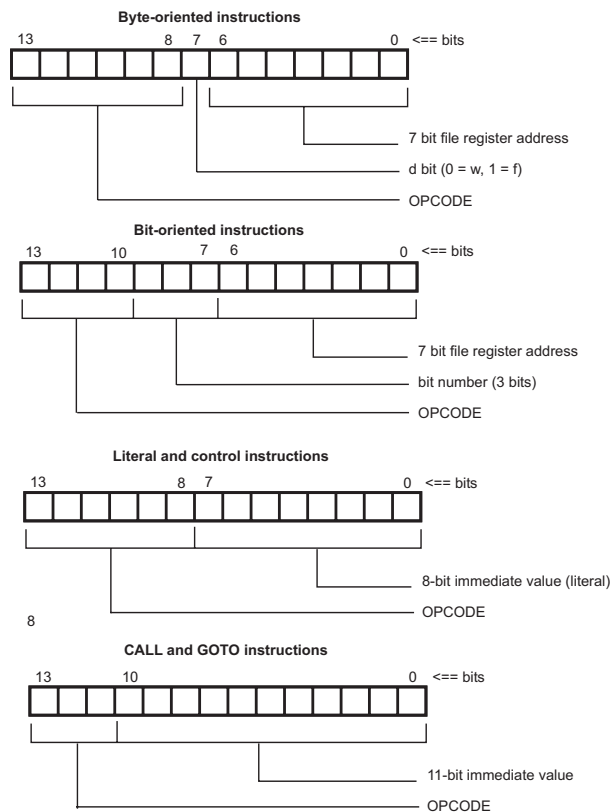 Byte-oriented instructions
13 8 7 6 0 <== bits
7 bit file register address
d bit (0 = w, 1 = f)
OPCODE
Bit-oriented instructions
13 10 7 6 0 <== bits
7 bit file register address
bit number (3 bits)
OPCODE
Literal and control instructions
13 8 7 0 <== bits
8-bit immediate value (literal)
OPCODE
8
CALL and GOTO instructions
13 10 0 <== bits
11-bit immediate value
OPCODE